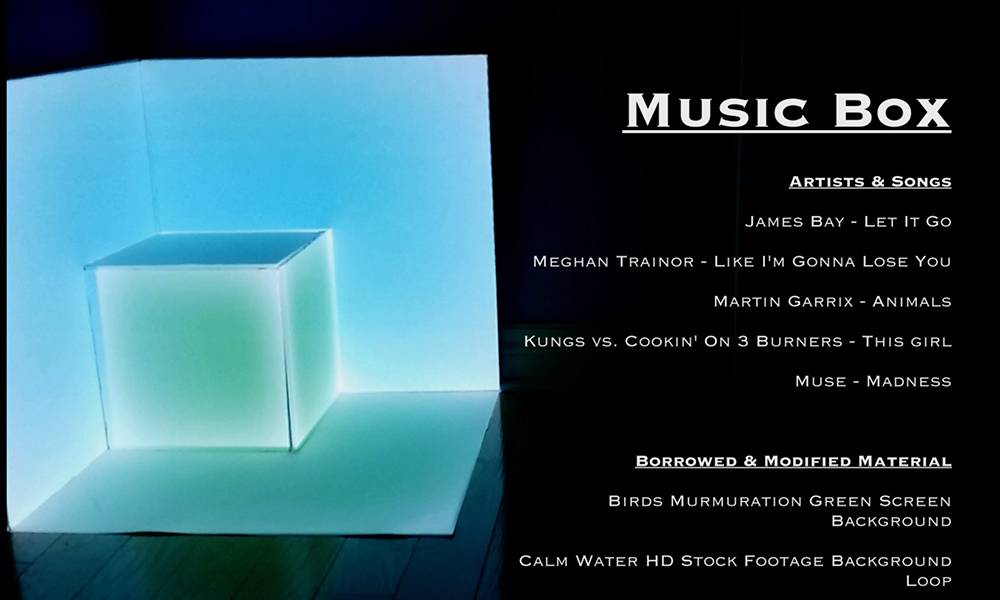 Music Box
Artists & Songs
James Bay - Let It Go
Meghan Trainor - Like I'm Gonna Lose You
Martin Garrix - Animals
Kungs vs. Cookin' On 3 Burners - This girl
Muse - Madness
Borrowed & Modified Material
Birds Murmuration Green Screen
Background
Calm Water HD Stock Footage Background
Loop